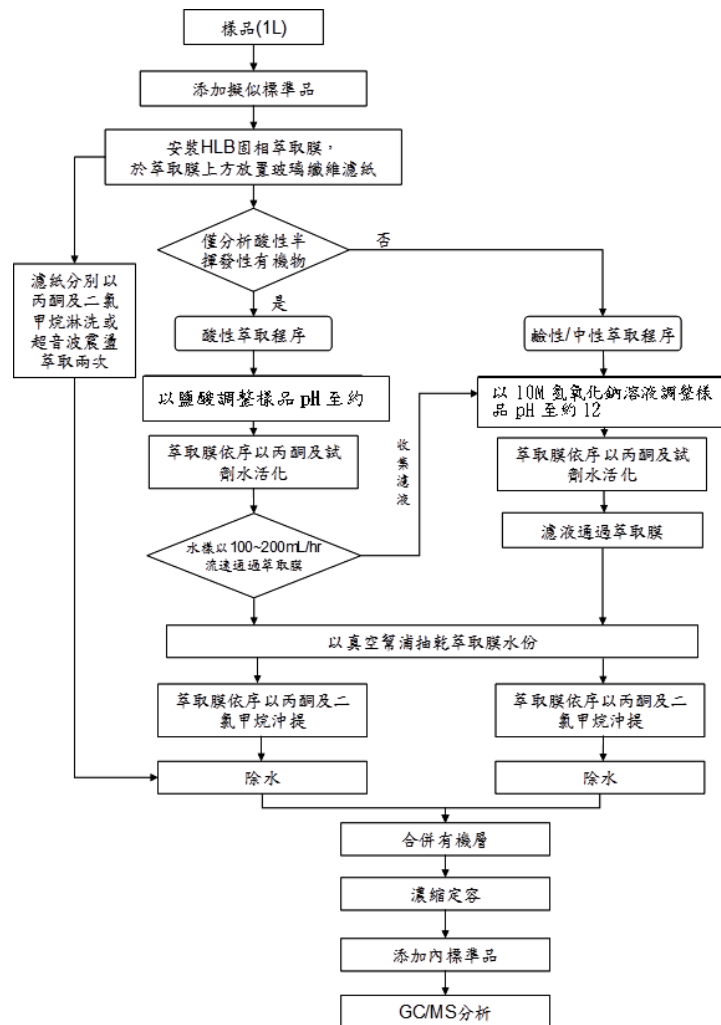 樣品(1L)
添加擬似標準品
安裝HLB固相萃取膜，
於萃取膜上方放置玻璃纖維濾紙
僅分析酸性半
揮發性有機物
否
是
濾紙分別以
丙酮及二氯
甲烷淋洗或
超音波震盪
萃取兩次
酸性萃取程序
鹼性/中性萃取程序
以鹽酸調整樣品 pH 至約
以 10M 氫氧化鈉溶液調整樣
品 pH 至約 12
收集濾液
萃取膜依序以丙酮及試
劑水活化
萃取膜依序以丙酮及試
劑水活化
水樣以100~200mL/hr
流速通過萃取膜
濾液通過萃取膜
以真空幫浦抽乾萃取膜水份
萃取膜依序以丙酮及二
氯甲烷沖提
萃取膜依序以丙酮及二
氯甲烷沖提
除水
除水
合併有機層
濃縮定容
添加內標準品
GC/MS分析